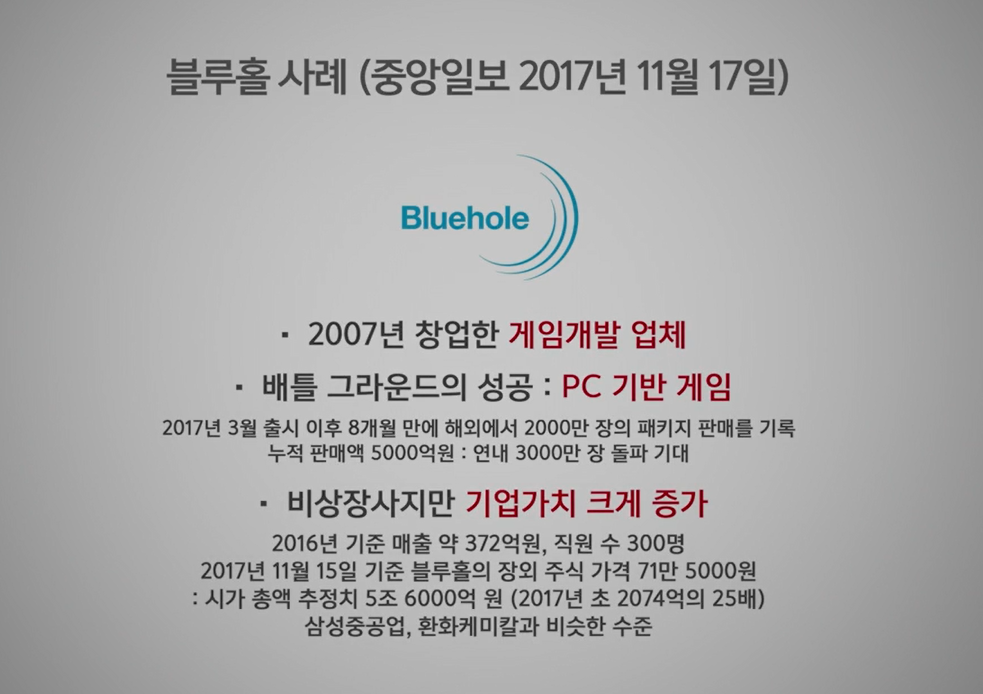 블루홀 사례 (중앙일보 2017년 11월 17일)
Bluehole
▪ 2007년 창업한 게임개발 업체
▪ 배틀 그라운드의 성공 : PC 기반 게임
2017년 3월 출시 이후 8개월 만에 해외에서 2000만 장의 패키지 판매를 기록
누적 판매액 5000억원 : 연내 3000만 장 돌파 기대
▪ 비상장사지만 기업가치 크게 증가
2016년 기준 매출 약 372억원, 직원 수 300명
2017년 11월 15일 기준 블루홀의 장외 주식 가격 71만 5000원
: 시가 총액 추정치 5조 6000억 원 (2017년 초 2074억의 25배)
삼성중공업, 환화케미칼과 비슷한 수준